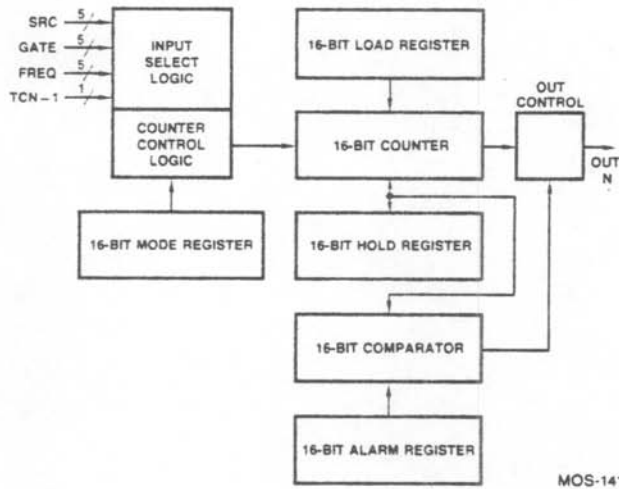 SRC 5
GATE 5
FREQ 5
TCN-1 1
INPUT
SELECT
LOGIC
COUNTER
CONTROL
LOGIC
16-BIT MODE REGISTER
16-BIT LOAD REGISTER
16-BIT COUNTER
16-BIT HOLD REGISTER
16-BIT COMPARATOR
16-BIT ALARM REGISTER
OUT
CONTROL
OUT
N